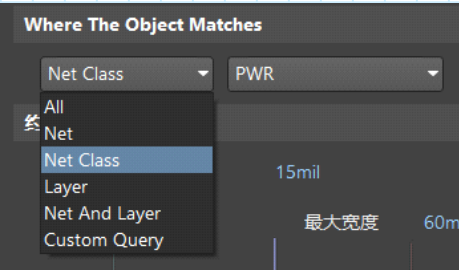 Where The Object Matches
Net Class PWR
All
约
Net
Net Class
15mil
Layer
Net And Layer
最大宽度 60m
Custom Query